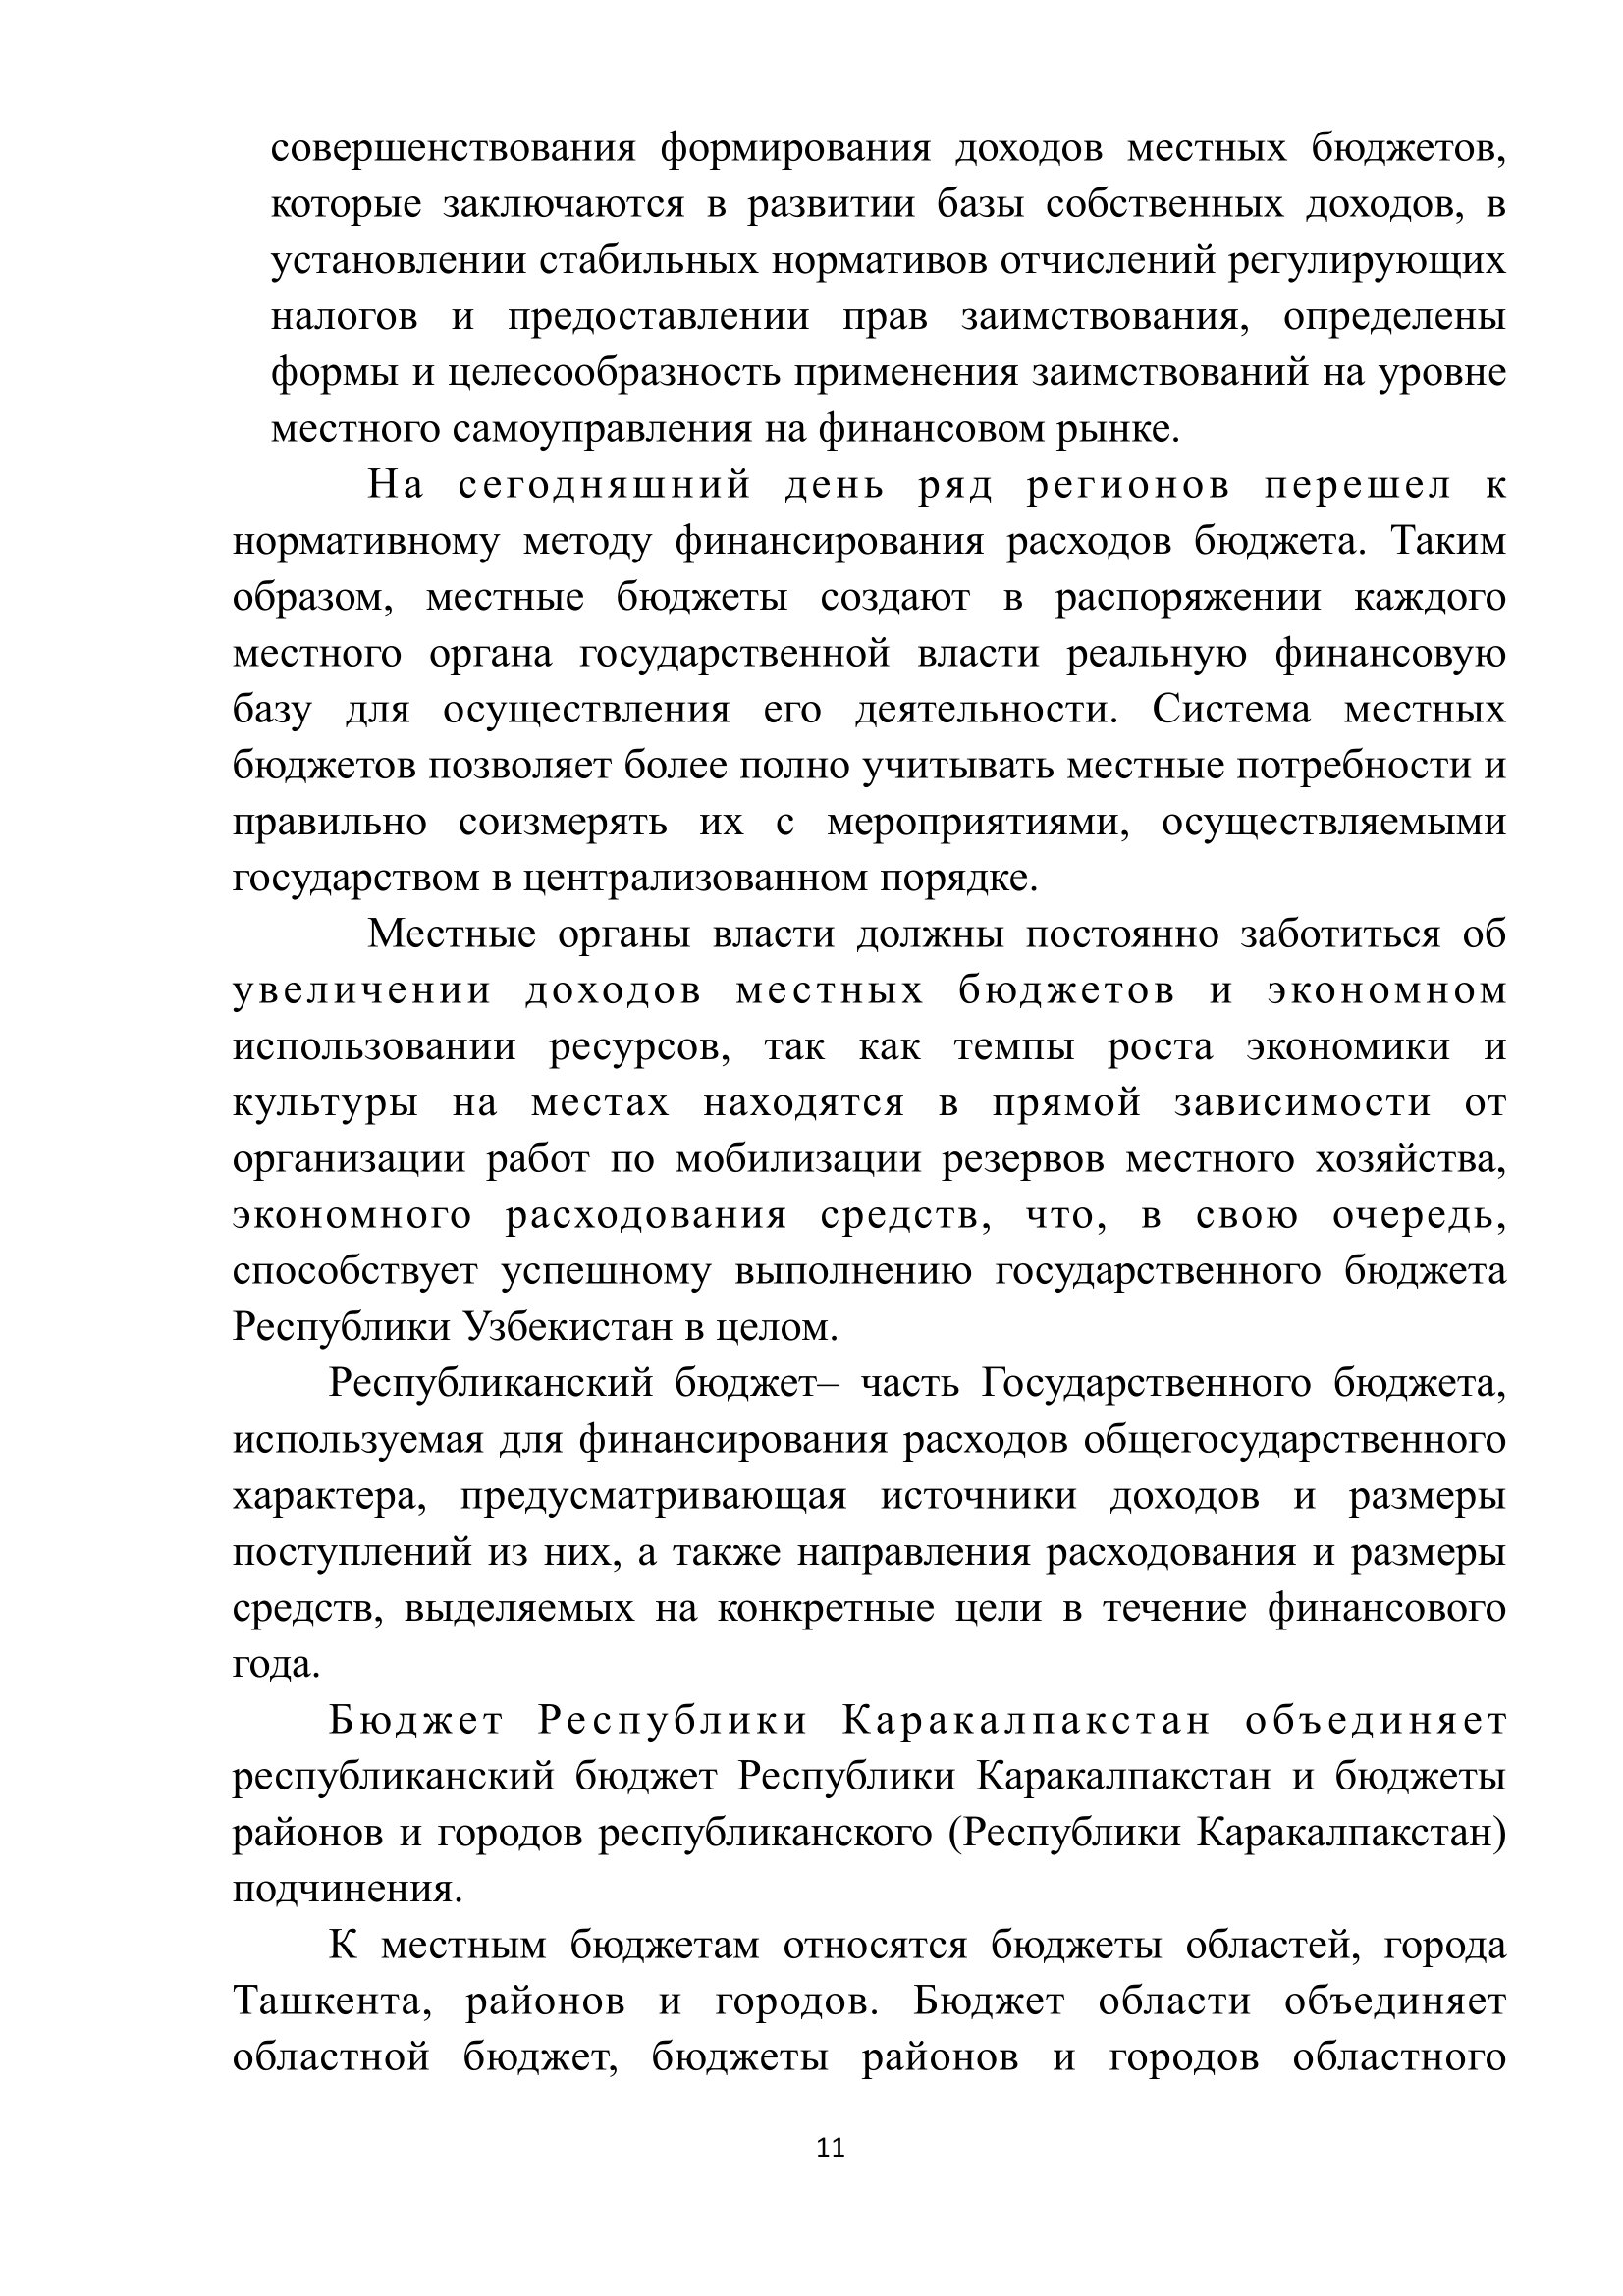 совершенствования формирования доходов местных бюджетов,
которые заключаются в развитии базы собственных доходов, в
установлении стабильных нормативов отчислений регулирующих
налогов и предоставлении прав заимствования, определены
формы и целесообразность применения заимствований на уровне
местного самоуправления на финансовом рынке.
На сегодняшний день ряд регионов перешел к
нормативному методу финансирования расходов бюджета. Таким
образом, местные бюджеты создают в распоряжении каждого
местного органа государственной власти реальную финансовую
базу для осуществления его деятельности. Система местных
бюджетов позволяет более полно учитывать местные потребности и
правильно соизмерять их с мероприятиями, осуществляемыми
государством в централизованном порядке.
Местные органы власти должны постоянно заботиться об
увеличении доходов местных бюджетов и экономном
использовании ресурсов, так как темпы роста экономики и
культуры на местах находятся в прямой зависимости от
организации работ по мобилизации резервов местного хозяйства,
экономного расходования средств, что, в свою очередь,
способствует успешному выполнению государственного бюджета
Республики Узбекистан в целом.
Республиканский бюджет– часть Государственного бюджета,
используемая для финансирования расходов общегосударственного
характера, предусматривающая источники доходов и размеры
поступлений из них, а также направления расходования и размеры
средств, выделяемых на конкретные цели в течение финансового
года.
Бюджет Республики Каракалпакстан объединяет
республиканский бюджет Республики Каракалпакстан и бюджеты
районов и городов республиканского (Республики Каракалпакстан)
подчинения.
К местным бюджетам относятся бюджеты областей, города
Ташкента, районов и городов. Бюджет области объединяет
областной бюджет, бюджеты районов и городов областного
11